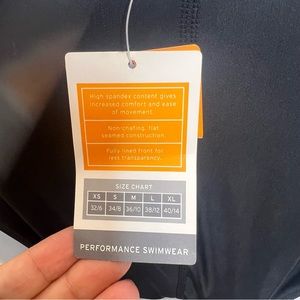 High spandex content gives
increased comfort and ease
of movement.
Non-chafing, flat
seamed construction.
Fully lined front for
less transparency.
SIZE CHART
XS S M L XL
32/6 34/8 36/10 38/12 40/14
PERFORMANCE SWIMWEAR